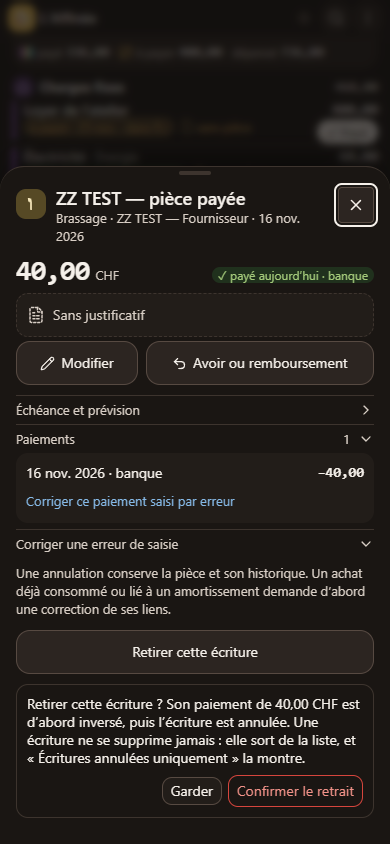 Charges fixes
ZZ TEST — pièce payée
Brassage · ZZ TEST — Fournisseur · 16 nov.
2026
40,00 CHF
✓ payé aujourd’hui · banque
Sans justificatif
Modifier
Avoir ou remboursement
Échéance et prévision
Paiements 1
16 nov. 2026 · banque −40,00
Corriger ce paiement saisi par erreur
Corriger une erreur de saisie
Une annulation conserve la pièce et son historique. Un achat
déjà consommé ou lié à un amortissement demande d’abord
une correction de ses liens.
Retirer cette écriture
Retirer cette écriture ? Son paiement de 40,00 CHF est
d’abord inversé, puis l’écriture est annulée. Une
écriture ne se supprime jamais : elle sort de la liste, et
« Écritures annulées uniquement » la montre.
Garder
Confirmer le retrait